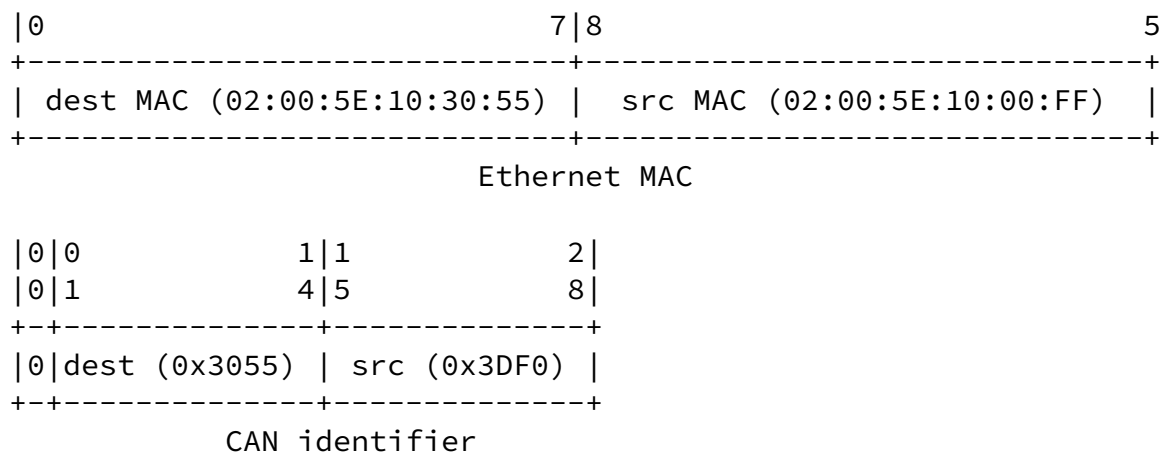 |0                             7|8                              5
+------------------------------+-------------------------------+
| dest MAC (02:00:5E:10:30:55) |  src MAC (02:00:5E:10:00:FF)  |
+------------------------------+-------------------------------+
                          Ethernet MAC
|0|0            1|1            2|
|0|1            4|5            8|
+-+--------------+--------------+
|0|dest (0x3055) | src (0x3DF0) |
+-+--------------+--------------+
            CAN identifier